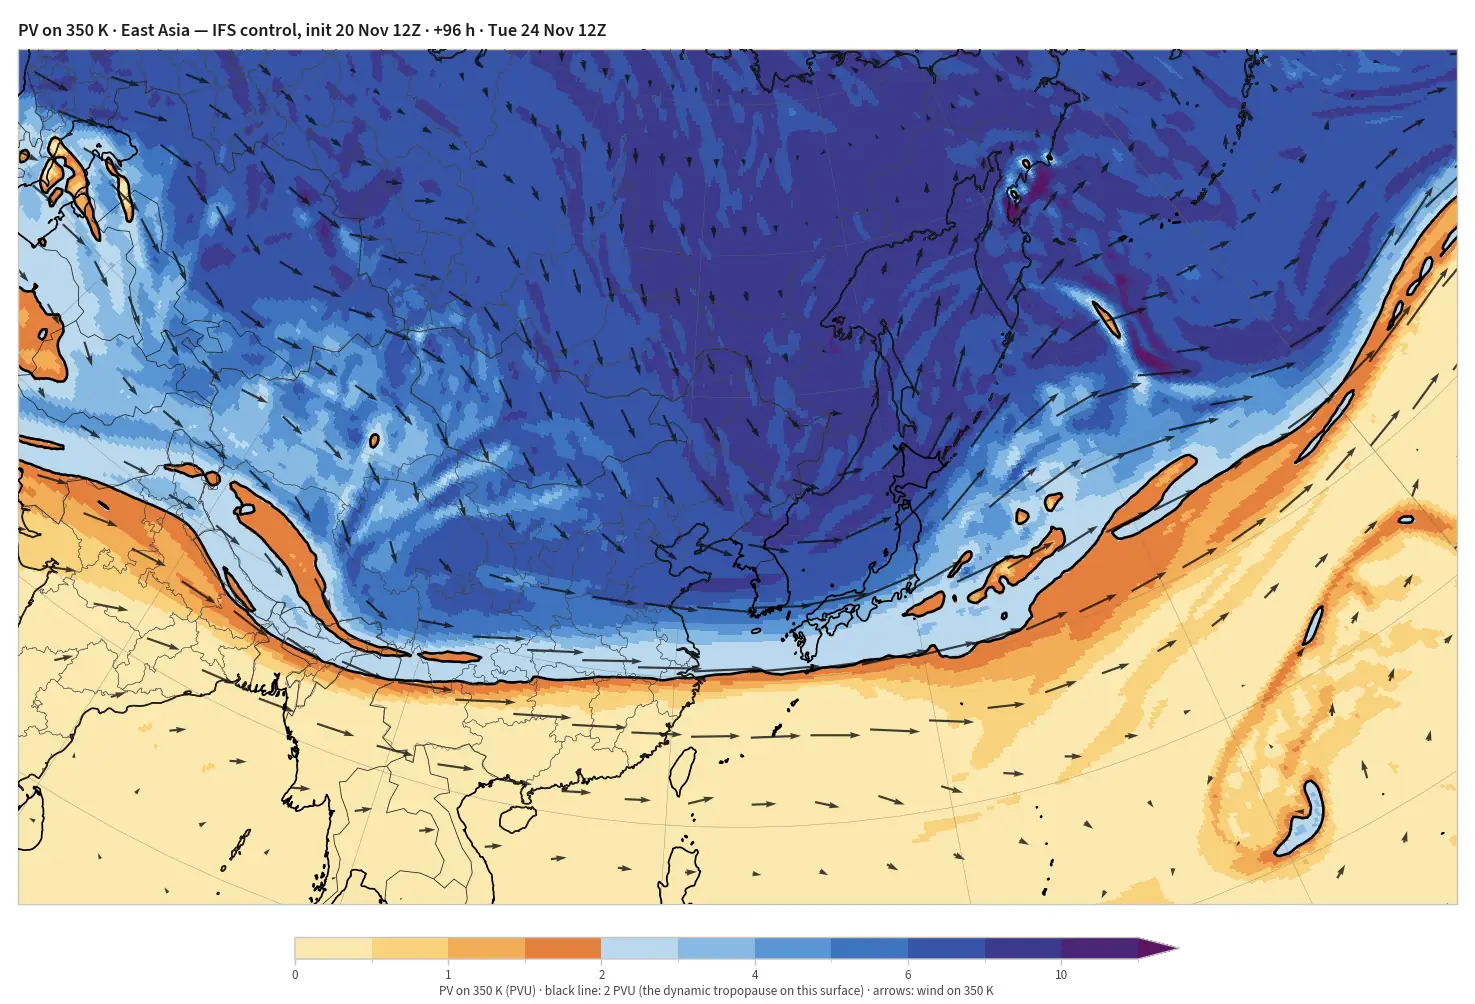 PV on 350 K · East Asia — IFS control, init 20 Nov 12Z · +96 h · Tue 24 Nov 12Z
0 1 2 4 6 10
PV on 350 K (PVU) · black line: 2 PVU (the dynamic tropopause on this surface) · arrows: wind on 350 K